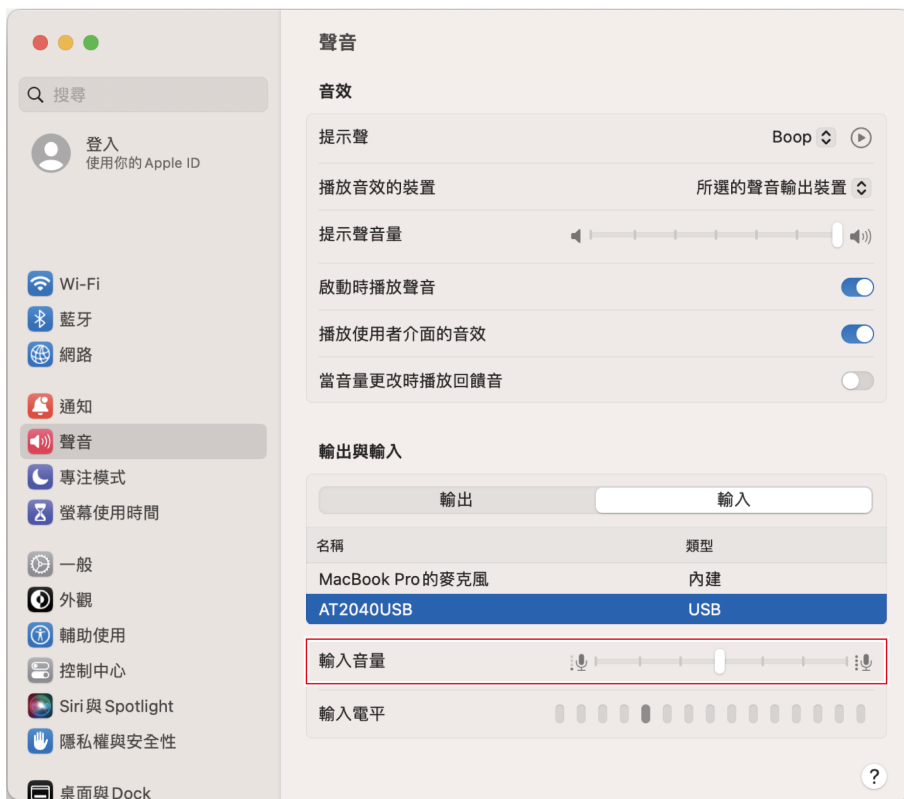 聲音
搜尋
登入
使用你的 Apple ID
Wi-Fi
藍牙
網路
通知
聲音
專注模式
螢幕使用時間
一般
外觀
輔助使用
控制中心
Siri 與 Spotlight
隱私權與安全性
桌面與 Dock
音效
提示聲 Boop
播放音效的裝置 所選的聲音輸出裝置
提示聲音量
啟動時播放聲音
播放使用者介面的音效
當音量更改時播放回饋音
輸出與輸入
輸出 輸入
名稱 類型
MacBook Pro 的麥克風 內建
AT2040USB USB
輸入音量
輸入電平
?